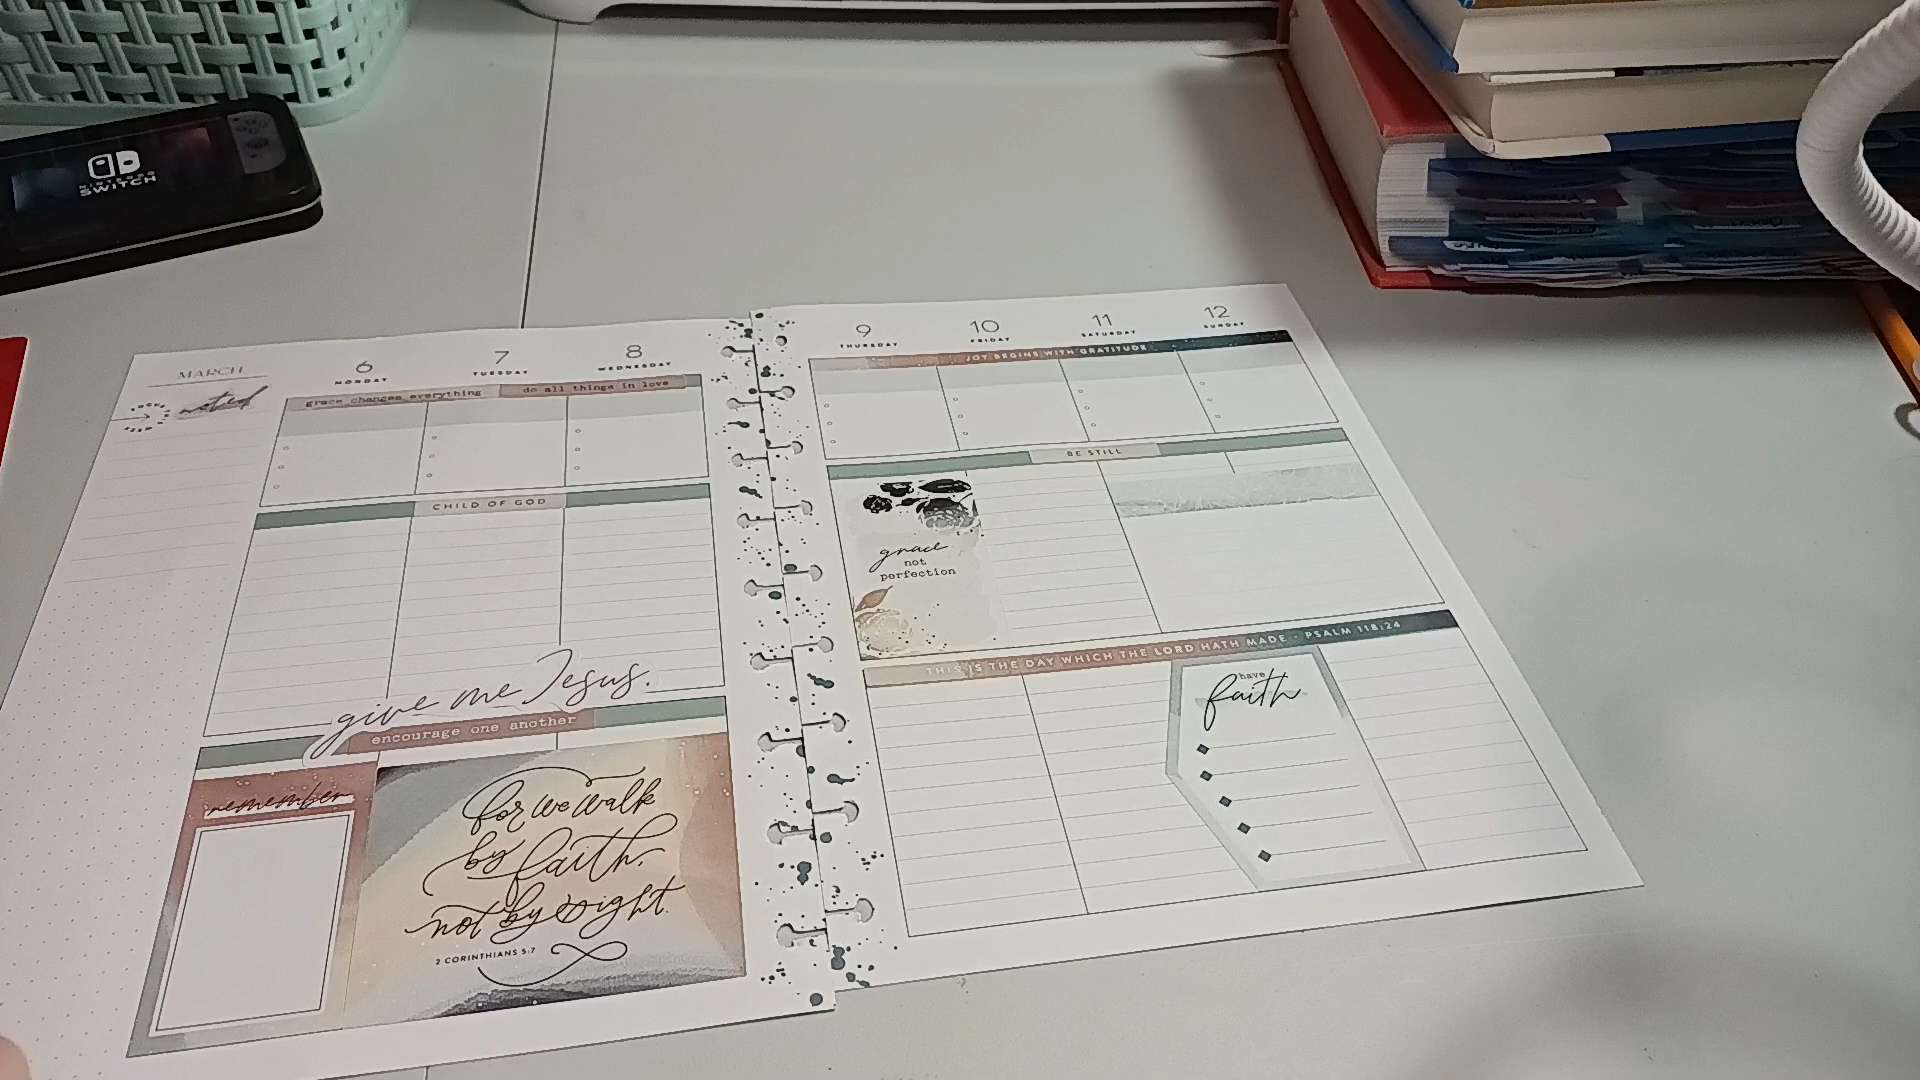 NINTENDO
SWITCH
MARCH
noted
6
MONDAY
7
TUESDAY
8
WEDNESDAY
grace changes everything
do all things in love
CHILD OF GOD
give me Jesus.
encourage one another
remember
for we walk
by faith,
not by sight.
2 CORINTHIANS 5:7
9
THURSDAY
10
FRIDAY
11
SATURDAY
12
SUNDAY
JOY BEGINS WITH GRATITUDE
BE STILL
grace
not
perfection
THIS IS THE DAY WHICH THE LORD HATH MADE - PSALM 118:24
have
faith